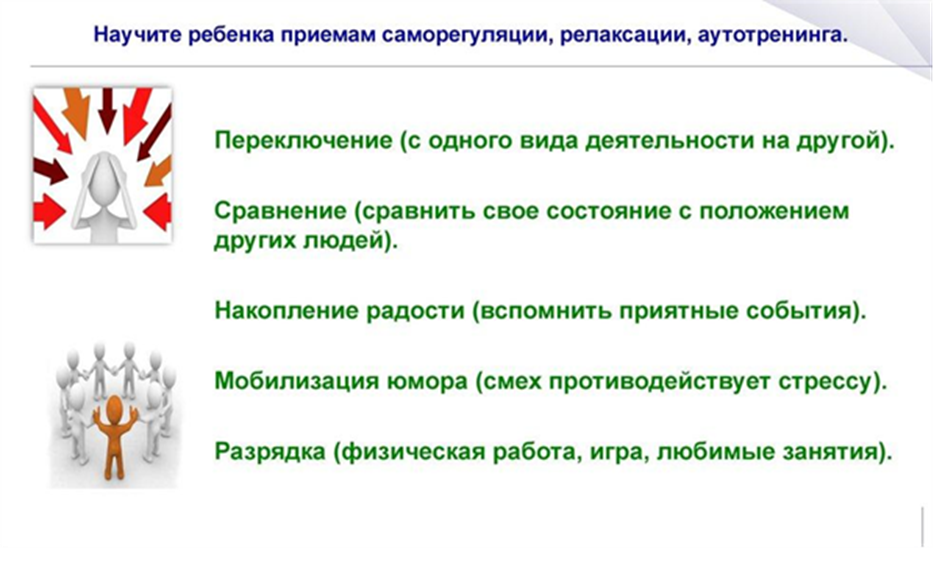 Научите ребенка приемам саморегуляции, релаксации, аутотренинга.
Переключение (с одного вида деятельности на другой).
Сравнение (сравнить свое состояние с положением
других людей).
Накопление радости (вспомнить приятные события).
Мобилизация юмора (смех противодействует стрессу).
Разрядка (физическая работа, игра, любимые занятия).